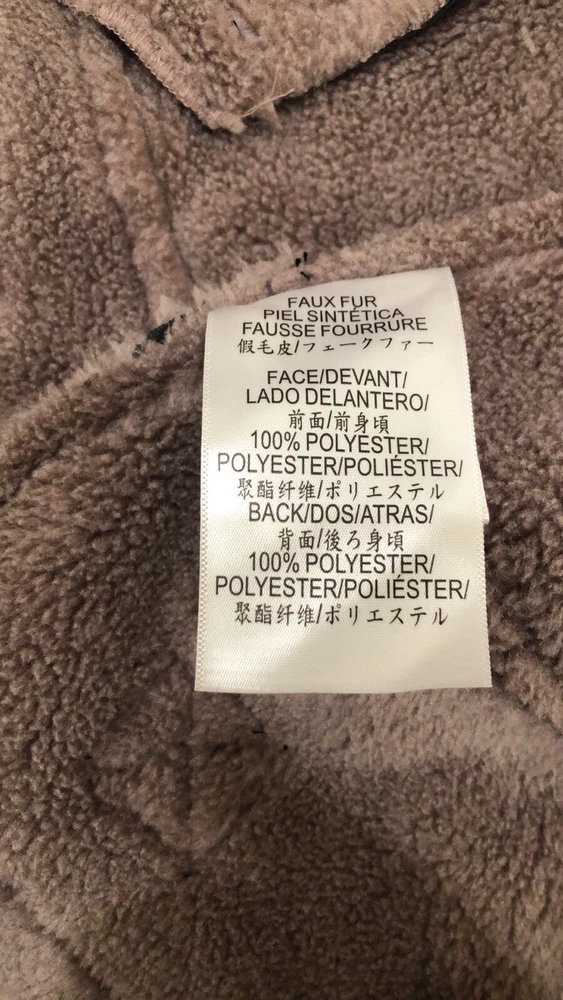 FAUX FUR
PIEL SINTÉTICA
FAUSSE FOURRURE
假毛皮/フェークファー
FACE/DEVANT/
LADO DELANTERO/
前面/前身頃
100% POLYESTER/
POLYESTER/POLIÉSTER/
聚酯纤维/ポリエステル
BACK/DOS/ATRAS/
背面/後ろ身頃
100% POLYESTER/
POLYESTER/POLIÉSTER/
聚酯纤维/ポリエステル